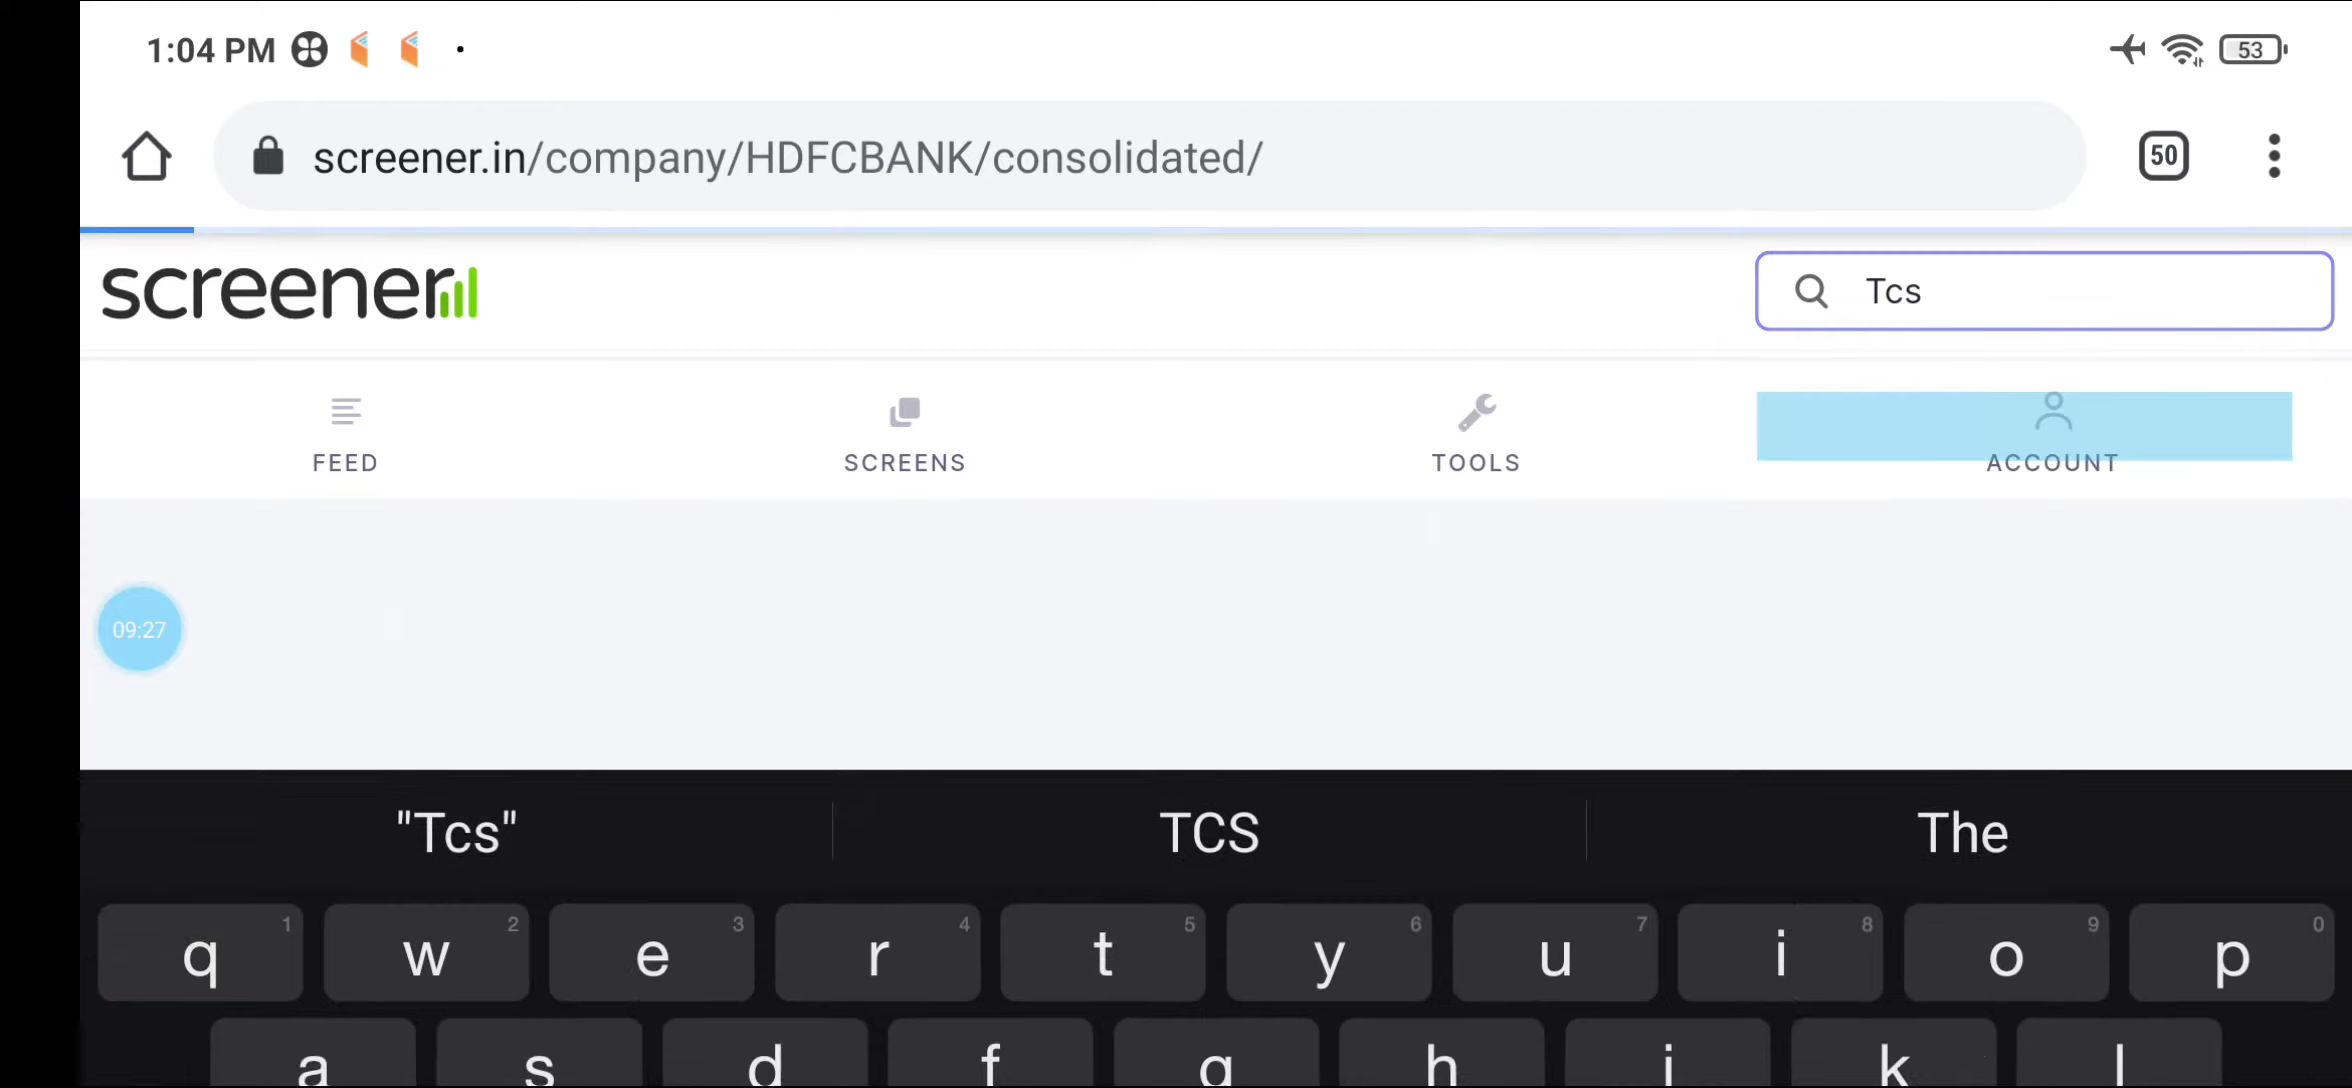 1:04 PM
53
screener.in/company/HDFCBANK/consolidated/
50
screener
Tcs
FEED
SCREENS
TOOLS
ACCOUNT
09:27
"Tcs"
TCS
The
q 1 w 2 e 3 r 4 t 5 y 6 u 7 i 8 o 9 p 0
a s d f g h j k l